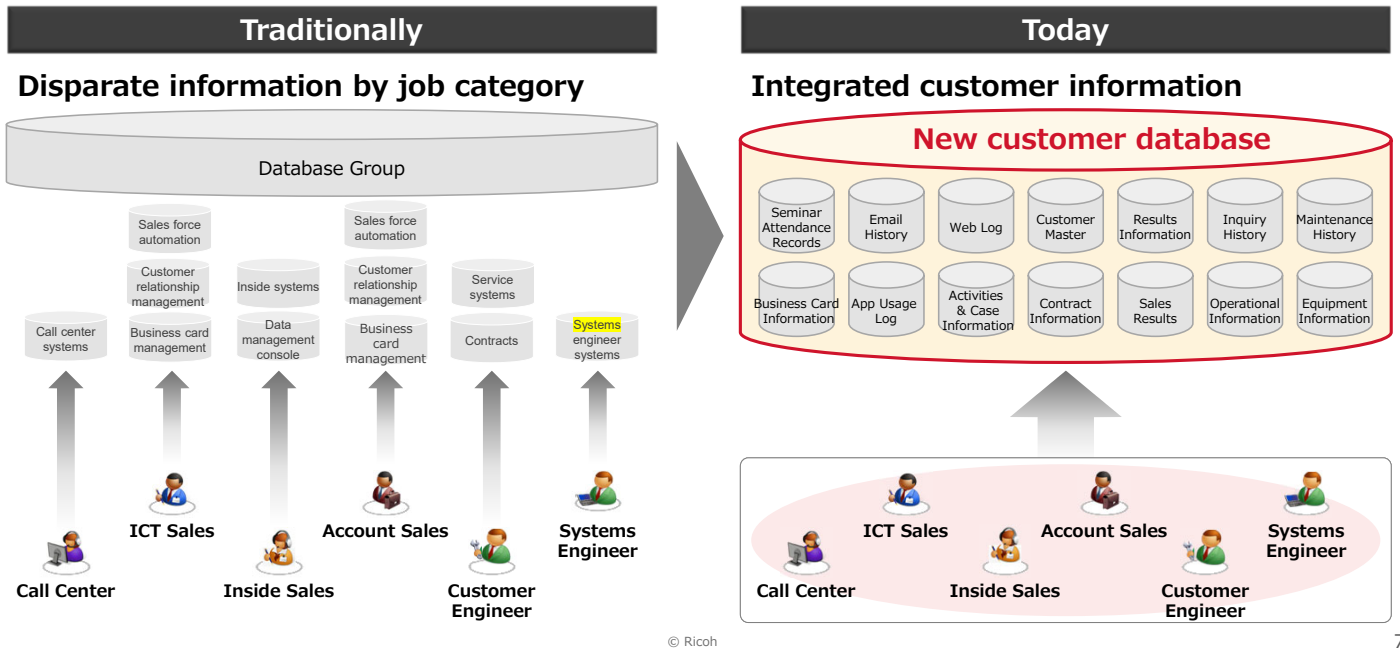 Traditionally
Disparate information by job category
Database Group
Sales force
automation
Customer
relationship
management
Business card
management
Call center
systems
Inside systems
Data
management
console
Sales force
automation
Customer
relationship
management
Business
card
management
Service
systems
Contracts
Systems
engineer
systems
ICT Sales
Account Sales
Systems
Engineer
Call Center
Inside Sales
Customer
Engineer
Today
Integrated customer information
New customer database
Seminar
Attendance
Records
Email
History
Web Log
Customer
Master
Results
Information
Inquiry
History
Maintenance
History
Business Card
Information
App Usage
Log
Activities
& Case
Information
Contract
Information
Sales
Results
Operational
Information
Equipment
Information
ICT Sales
Account Sales
Systems
Engineer
Call Center
Inside Sales
Customer
Engineer
© Ricoh
7